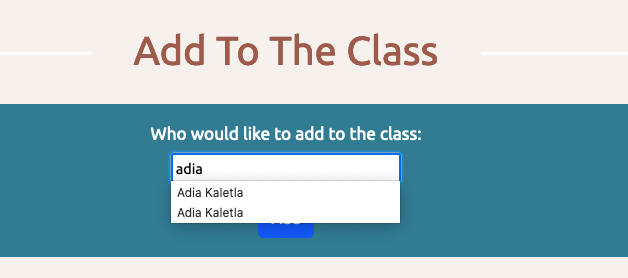 Add To The Class
Who would like to add to the class:
adia
Adia Kaletla
Adia Kaletla